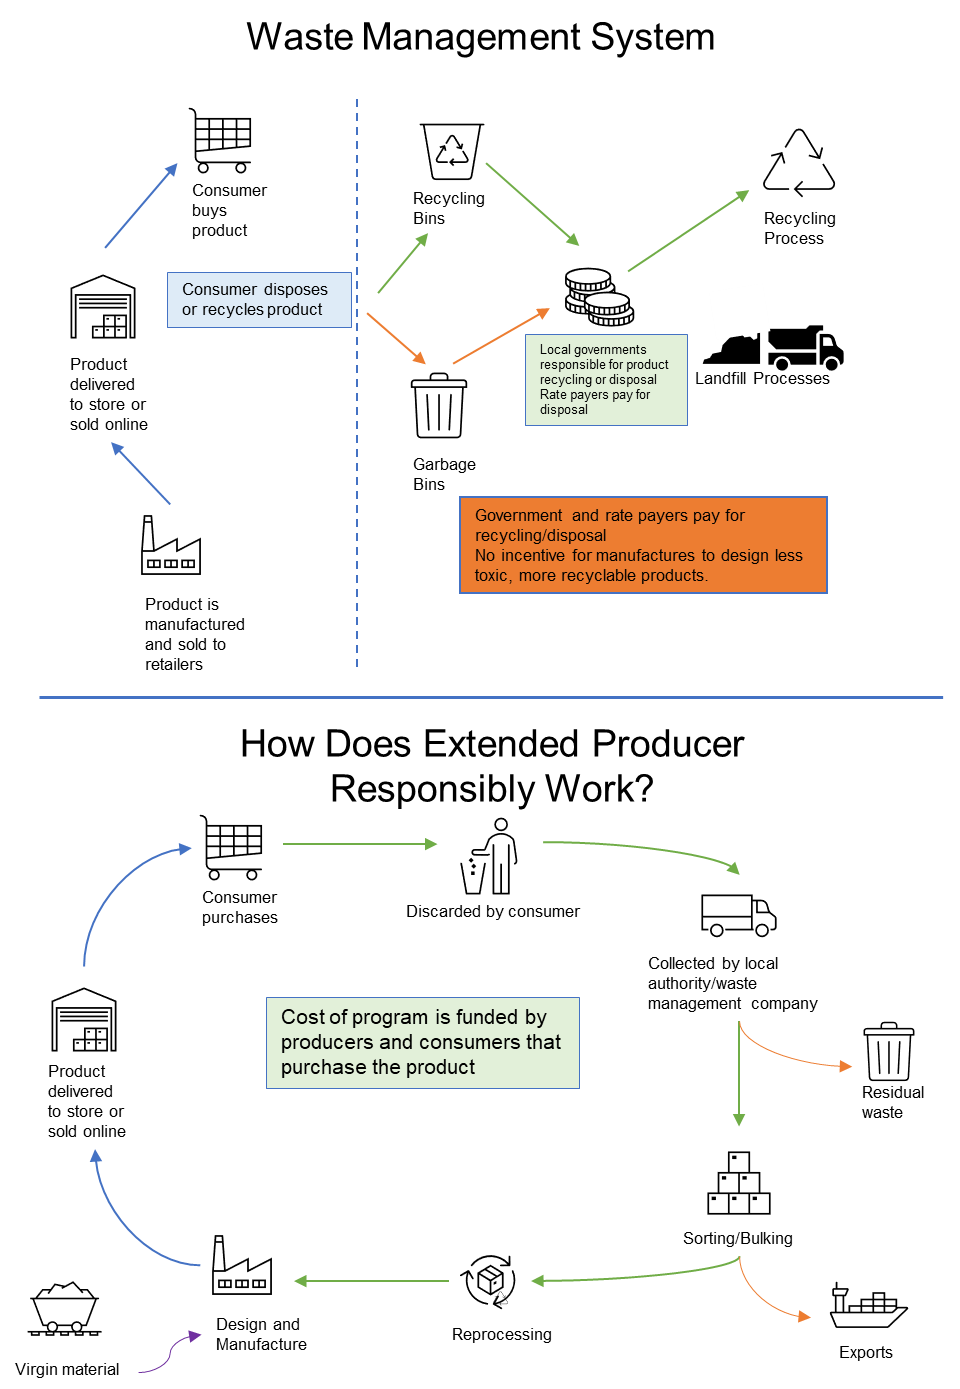 Waste Management System
Consumer
buys
product
Recycling
Bins
Recycling
Process
Consumer disposes
or recycles product
Product
delivered
to store or
sold online
Local governments
responsible for product
recycling or disposal
Rate payers pay for
disposal
Landfill Processes
Garbage
Bins
Government and rate payers pay for
recycling/disposal
No incentive for manufactures to design less
toxic, more recyclable products.
Product is
manufactured
and sold to
retailers
How Does Extended Producer
Responsibly Work?
Consumer
purchases
Discarded by consumer
Collected by local
authority/waste
management company
Cost of program is funded by
producers and consumers that
purchase the product
Product
delivered
to store or
sold online
Residual
waste
Sorting/Bulking
Design and
Manufacture
Reprocessing
Exports
Virgin material